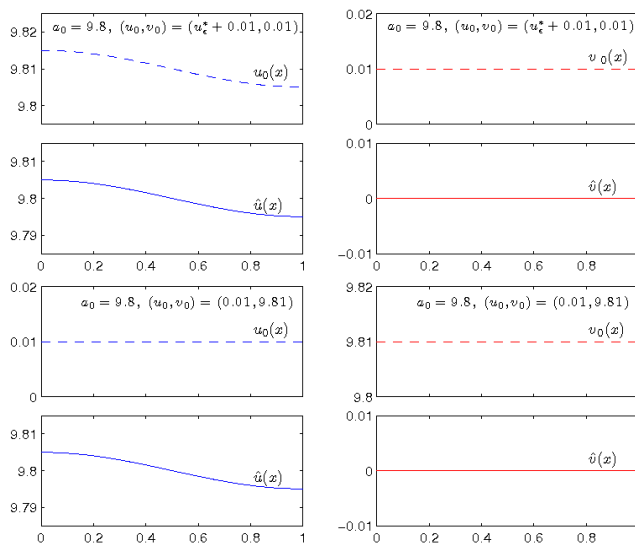 9.82
a₀ = 9.8, (u₀,v₀) = (u*ϵ + 0.01, 0.01)
9.81
u₀(x)
9.8
0.02
a₀ = 9.8, (u₀,v₀) = (u*ϵ + 0.01, 0.01)
v ₀(x)
0.01
0
9.81
9.8
û(x)
9.79
0 0.2 0.4 0.6 0.8 1
0.01
0
v̂(x)
−0.01
0 0.2 0.4 0.6 0.8
0.02
a₀ = 9.8, (u₀,v₀) = (0.01, 9.81)
u₀(x)
0.01
0
9.82
a₀ = 9.8, (u₀,v₀) = (0.01, 9.81)
v₀(x)
9.81
9.8
9.81
9.8
û(x)
9.79
0 0.2 0.4 0.6 0.8 1
0.01
v̂(x)
0
−0.01
0 0.2 0.4 0.6 0.8